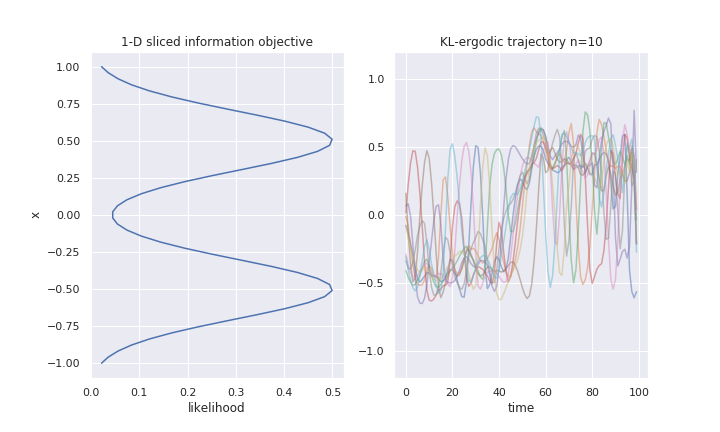 1-D sliced information objective
1.00
0.75
0.50
0.25
0.00
−0.25
−0.50
−0.75
−1.00
x
0.0 0.1 0.2 0.3 0.4 0.5
likelihood
KL-ergodic trajectory n=10
1.0
0.5
0.0
−0.5
−1.0
0 20 40 60 80 100
time